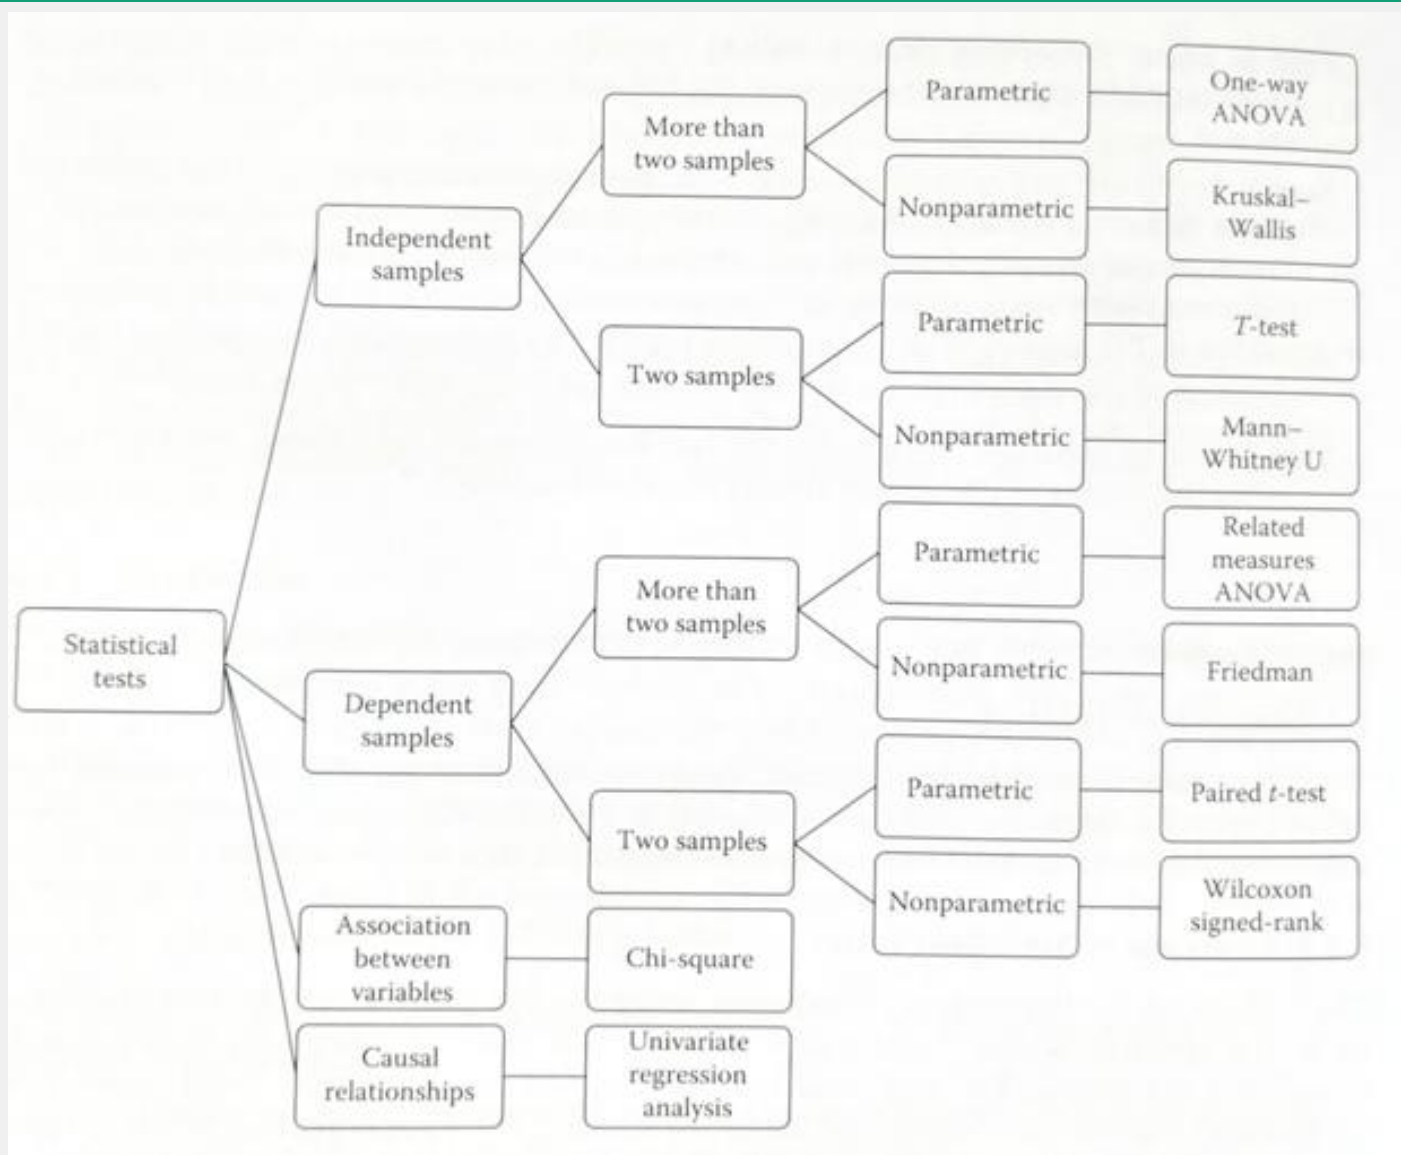 Parametric
One-way
ANOVA
More than
two samples
Nonparametric
Kruskal–
Wallis
Independent
samples
Parametric
T-test
Two samples
Nonparametric
Mann–
Whitney U
Statistical
tests
Parametric
Related
measures
ANOVA
More than
two samples
Nonparametric
Friedman
Dependent
samples
Parametric
Paired t-test
Two samples
Nonparametric
Wilcoxon
signed-rank
Association
between
variables
Chi-square
Causal
relationships
Univariate
regression
analysis